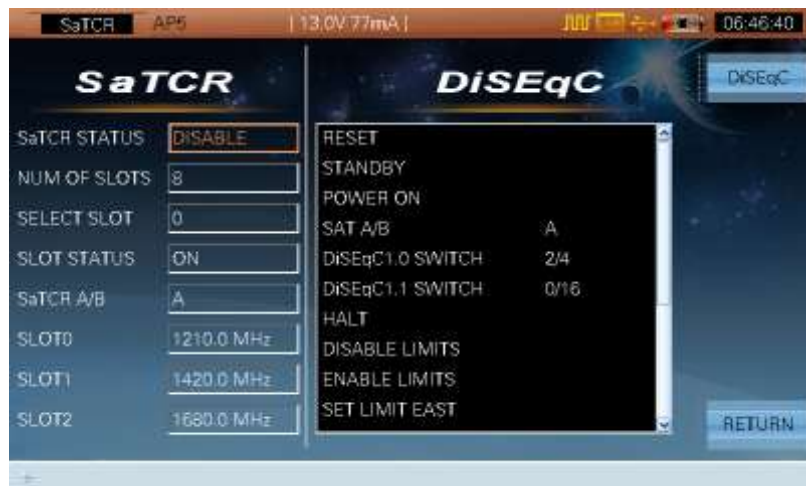 SaTCR AP5 | 13.0V 77mA | 06:46:40
SaTCR
DiSEqC
DiSEqC
SaTCR STATUS DISABLE
NUM OF SLOTS 8
SELECT SLOT 0
SLOT STATUS ON
SaTCR A/B A
SLOT0 1210.0 MHz
SLOT1 1420.0 MHz
SLOT2 1680.0 MHz
RESET
STANDBY
POWER ON
SAT A/B A
DiSEqC1.0 SWITCH 2/4
DiSEqC1.1 SWITCH 0/16
HALT
DISABLE LIMITS
ENABLE LIMITS
SET LIMIT EAST
RETURN